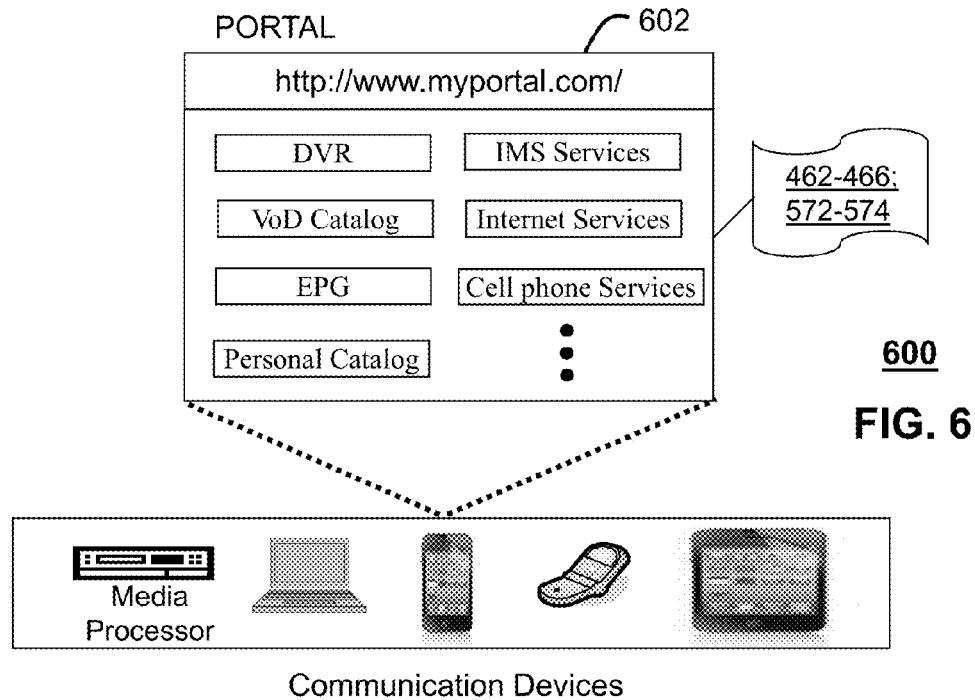 PORTAL
602
http://www.myportal.com/
DVR
IMS Services
VoD Catalog
Internet Services
EPG
Cell phone Services
Personal Catalog
462-466;
572-574
600
FIG. 6
Media
Processor
Communication Devices